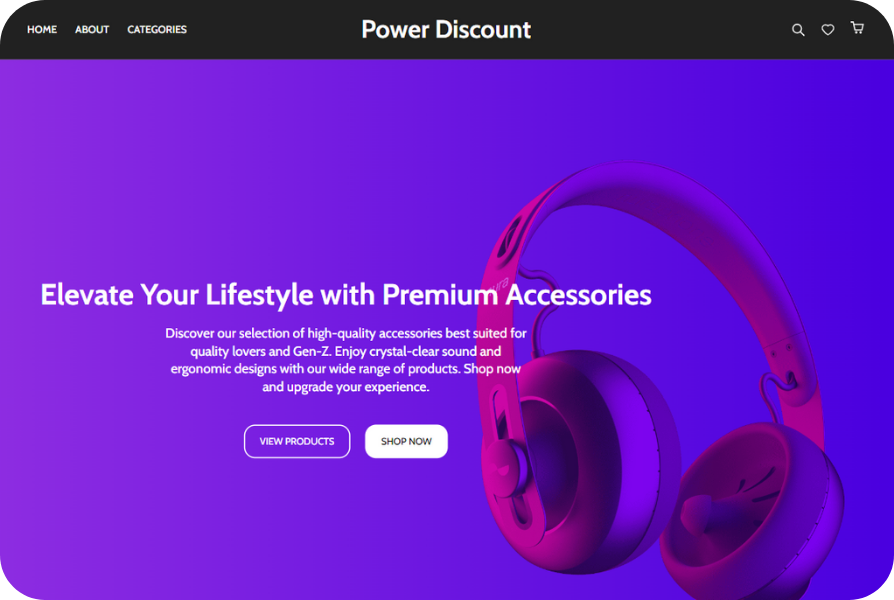 HOME ABOUT CATEGORIES Power Discount
Elevate Your Lifestyle with Premium Accessories
Discover our selection of high-quality accessories best suited for
quality lovers and Gen-Z. Enjoy crystal-clear sound and
ergonomic designs with our wide range of products. Shop now
and upgrade your experience.
VIEW PRODUCTS SHOP NOW